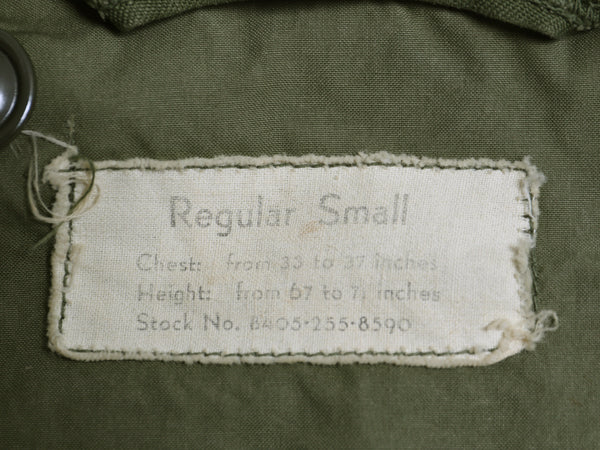 Regular Small
Chest: from 33 to 37 inches
Height: from 67 to 71 inches
Stock No. 8405-255-8590